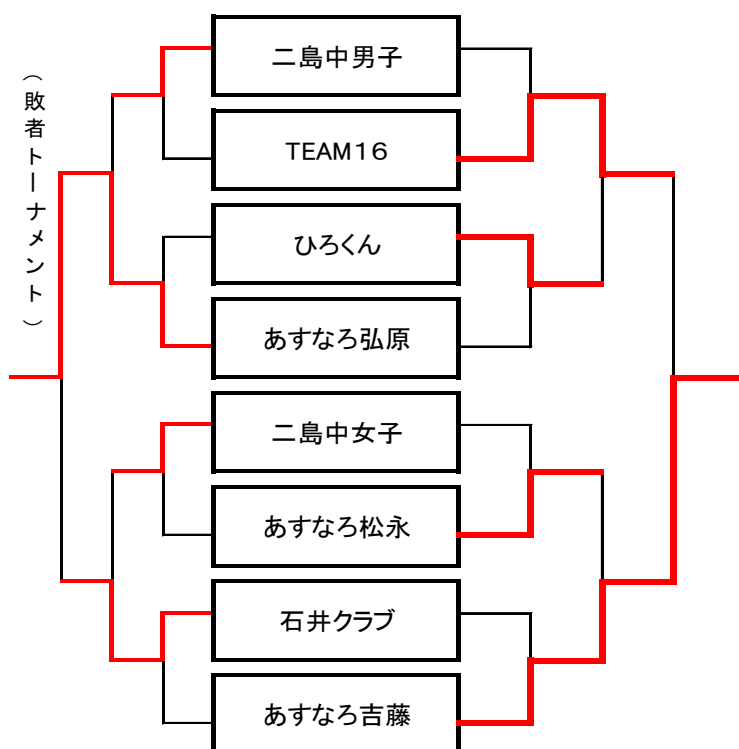 （敗者トーナメント）
二島中男子
TEAM１６
ひろくん
あすなろ弘原
二島中女子
あすなろ松永
石井クラブ
あすなろ吉藤